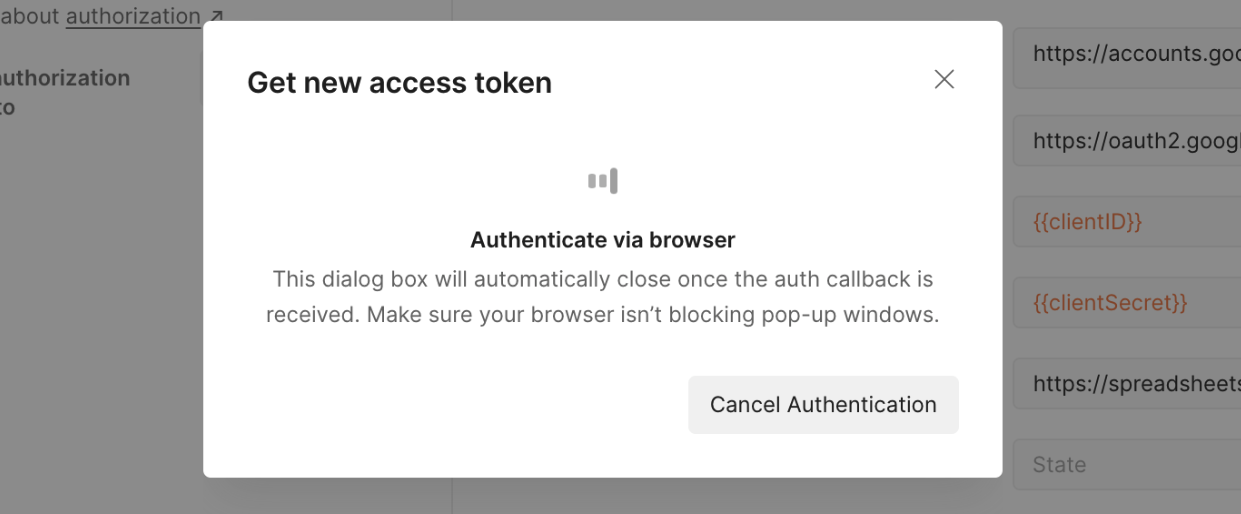 about authorization ↗
authorization
to
Get new access token
Authenticate via browser
This dialog box will automatically close once the auth callback is
received. Make sure your browser isn’t blocking pop-up windows.
Cancel Authentication
https://accounts.goo
https://oauth2.googl
{{clientID}}
{{clientSecret}}
https://spreadsheets
State